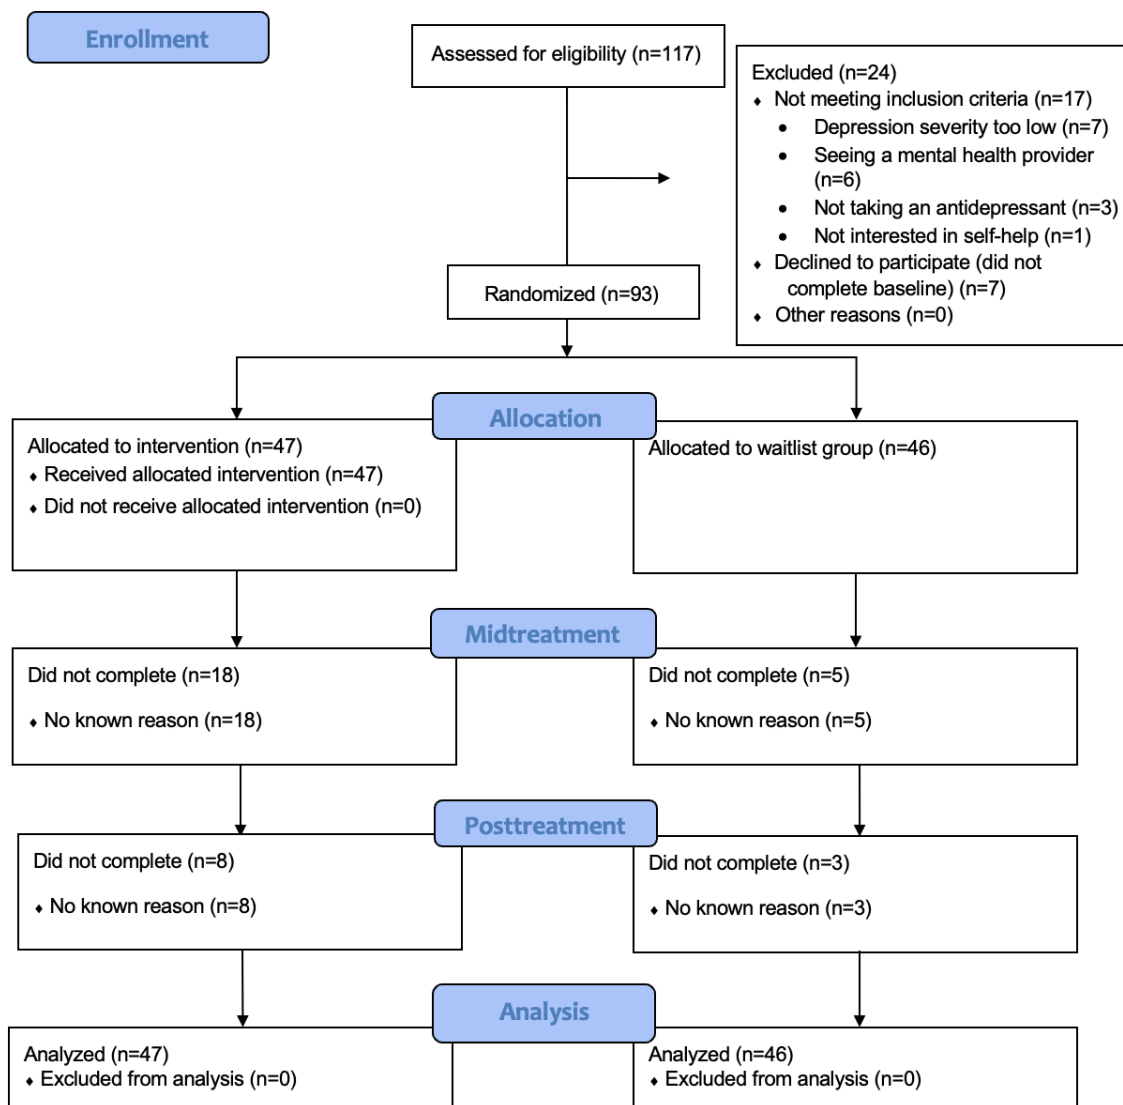 Enrollment
Assessed for eligibility (n=117)
Excluded (n=24)
⬧ Not meeting inclusion criteria (n=17)
• Depression severity too low (n=7)
• Seeing a mental health provider
(n=6)
• Not taking an antidepressant (n=3)
• Not interested in self-help (n=1)
⬧ Declined to participate (did not
complete baseline) (n=7)
⬧ Other reasons (n=0)
Randomized (n=93)
Allocation
Allocated to intervention (n=47)
⬧ Received allocated intervention (n=47)
⬧ Did not receive allocated intervention (n=0)
Allocated to waitlist group (n=46)
Midtreatment
Did not complete (n=18)
⬧ No known reason (n=18)
Did not complete (n=5)
⬧ No known reason (n=5)
Posttreatment
Did not complete (n=8)
⬧ No known reason (n=8)
Did not complete (n=3)
⬧ No known reason (n=3)
Analysis
Analyzed (n=47)
⬧ Excluded from analysis (n=0)
Analyzed (n=46)
⬧ Excluded from analysis (n=0)